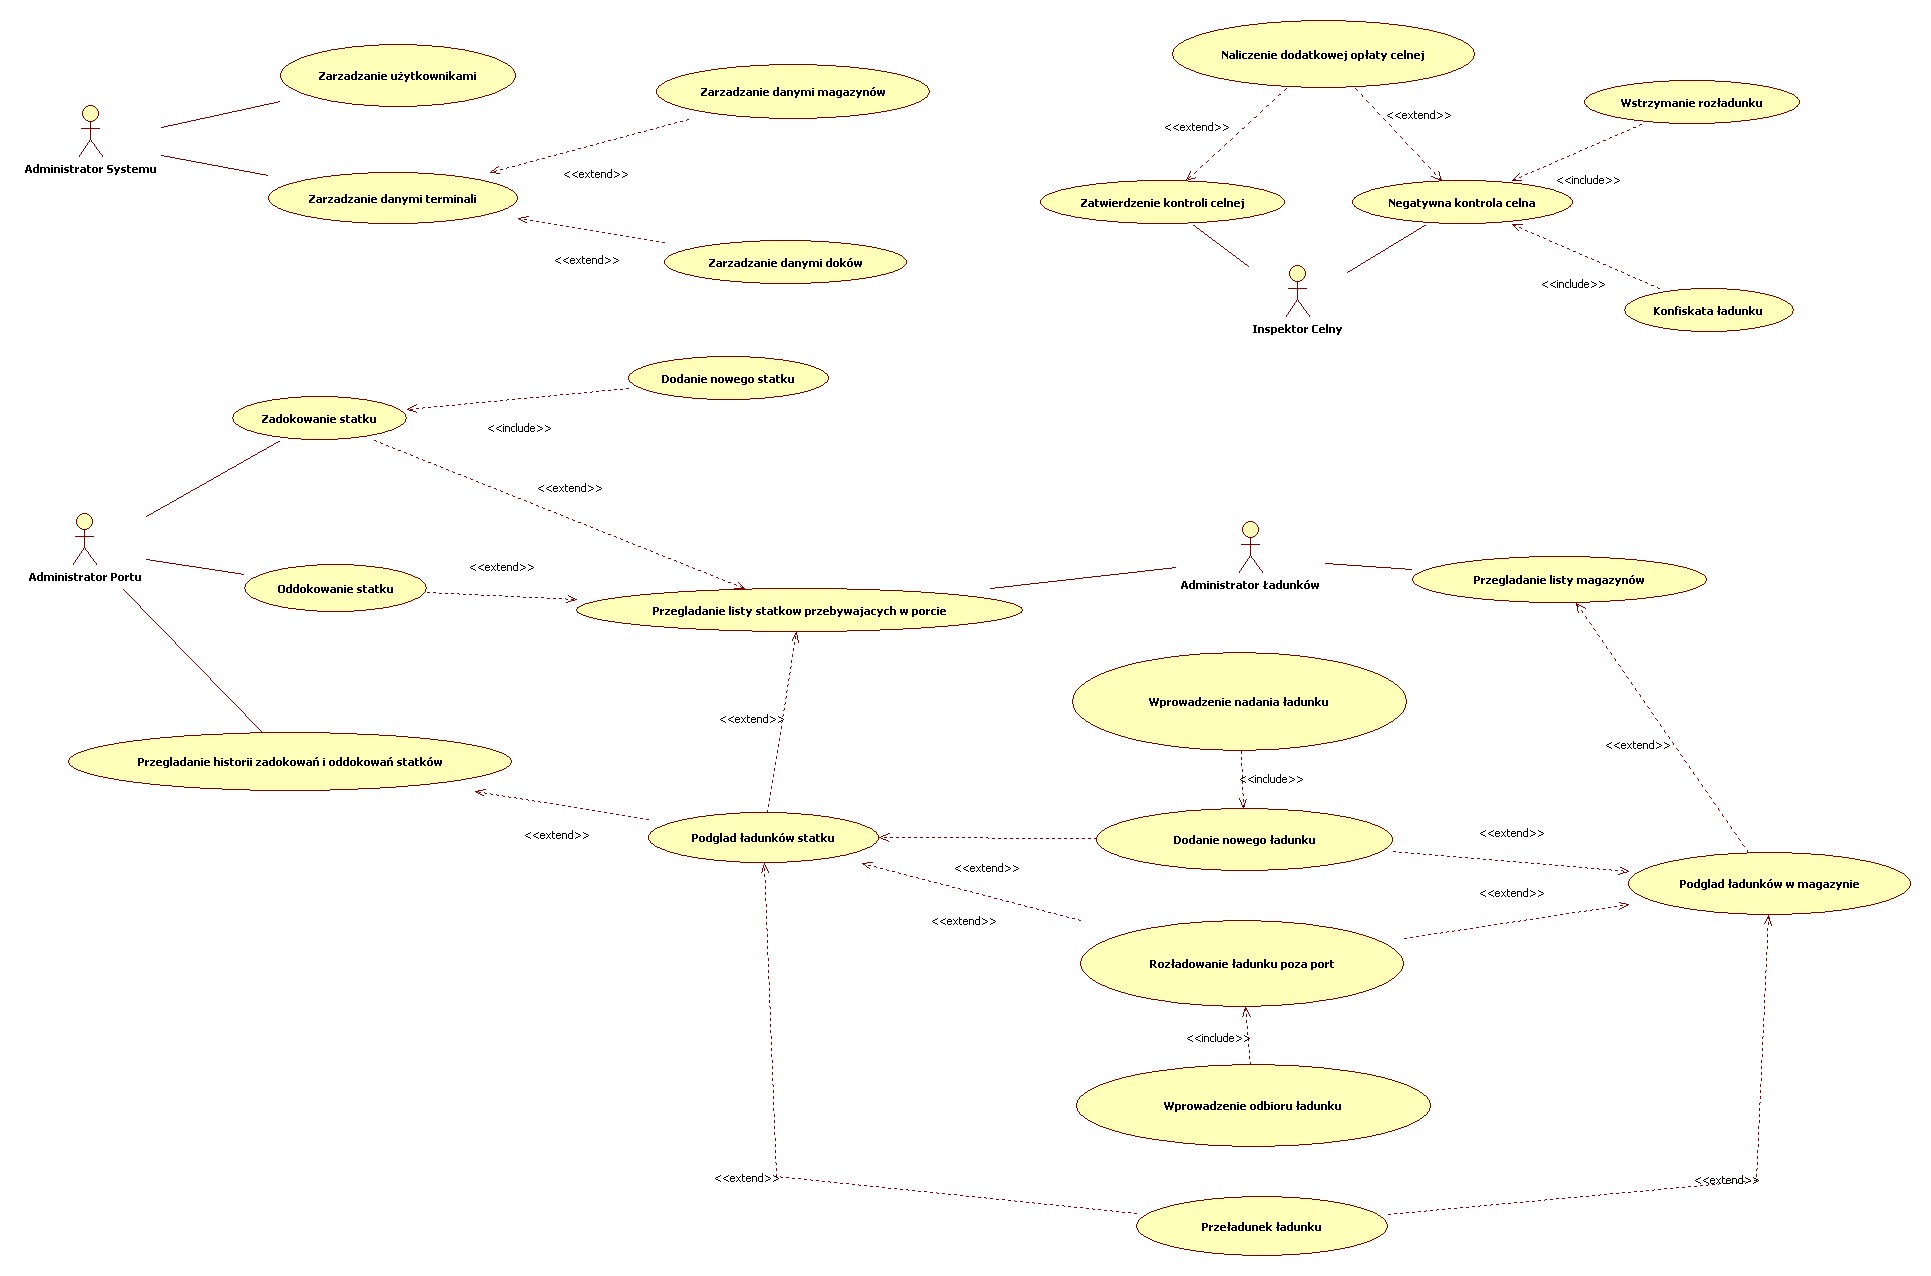 Naliczenie dodatkowej opłaty celnej
Zarzadzanie użytkownikami
Zarzadzanie danymi magazynów
Wstrzymanie rozładunku
<<extend>>
<<extend>>
Administrator Systemu
<<extend>>
<<include>>
Zarzadzanie danymi terminali
Zatwierdzenie kontroli celnej
Negatywna kontrola celna
<<extend>>
Zarzadzanie danymi doków
<<include>>
Konfiskata ładunku
Inspektor Celny
Dodanie nowego statku
Zadokowanie statku
<<include>>
<<extend>>
Administrator Portu
<<extend>>
Oddokowanie statku
Administrator Ładunków
Przegladanie listy magazynów
Przegladanie listy statkow przebywajacych w porcie
Wprowadzenie nadania ładunku
<<extend>>
<<extend>>
Przegladanie historii zadokowań i oddokowań statków
<<include>>
<<extend>>
Podglad ładunków statku
Dodanie nowego ładunku
<<extend>>
<<extend>>
Podglad ładunków w magazynie
<<extend>>
<<extend>>
Rozładowanie ładunku poza port
<<include>>
Wprowadzenie odbioru ładunku
<<extend>>
<<extend>>
Przeładunek ładunku